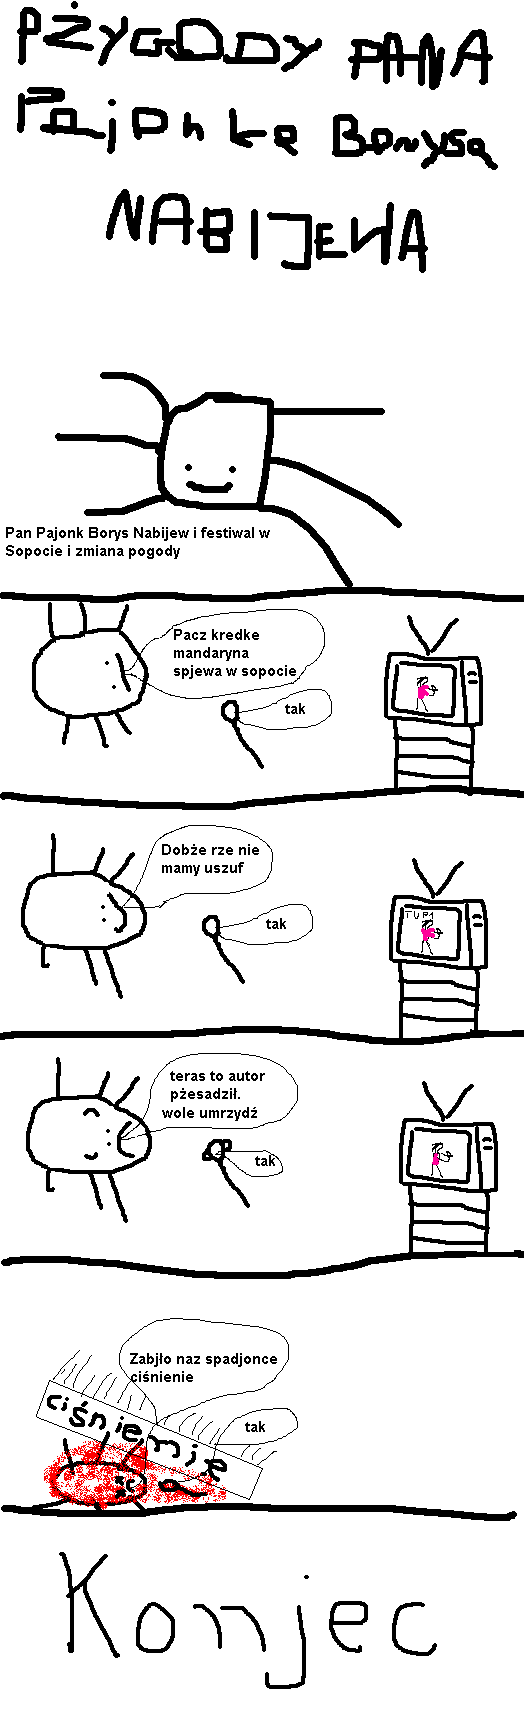 PŻYGODY PANA
Pajonka Borysa
NABIJEWA
Pan Pajonk Borys Nabijew i festiwal w
Sopocie i zmiana pogody
Pacz kredke
mandaryna
spjewa w sopocie
tak
Dobże rze nie
mamy uszuf
tak
TVP1
teras to autor
pżesadził.
wole umrzydź
tak
Zabjło naz spadjonce
ciśnienie
tak
ciśnienie
Konjec